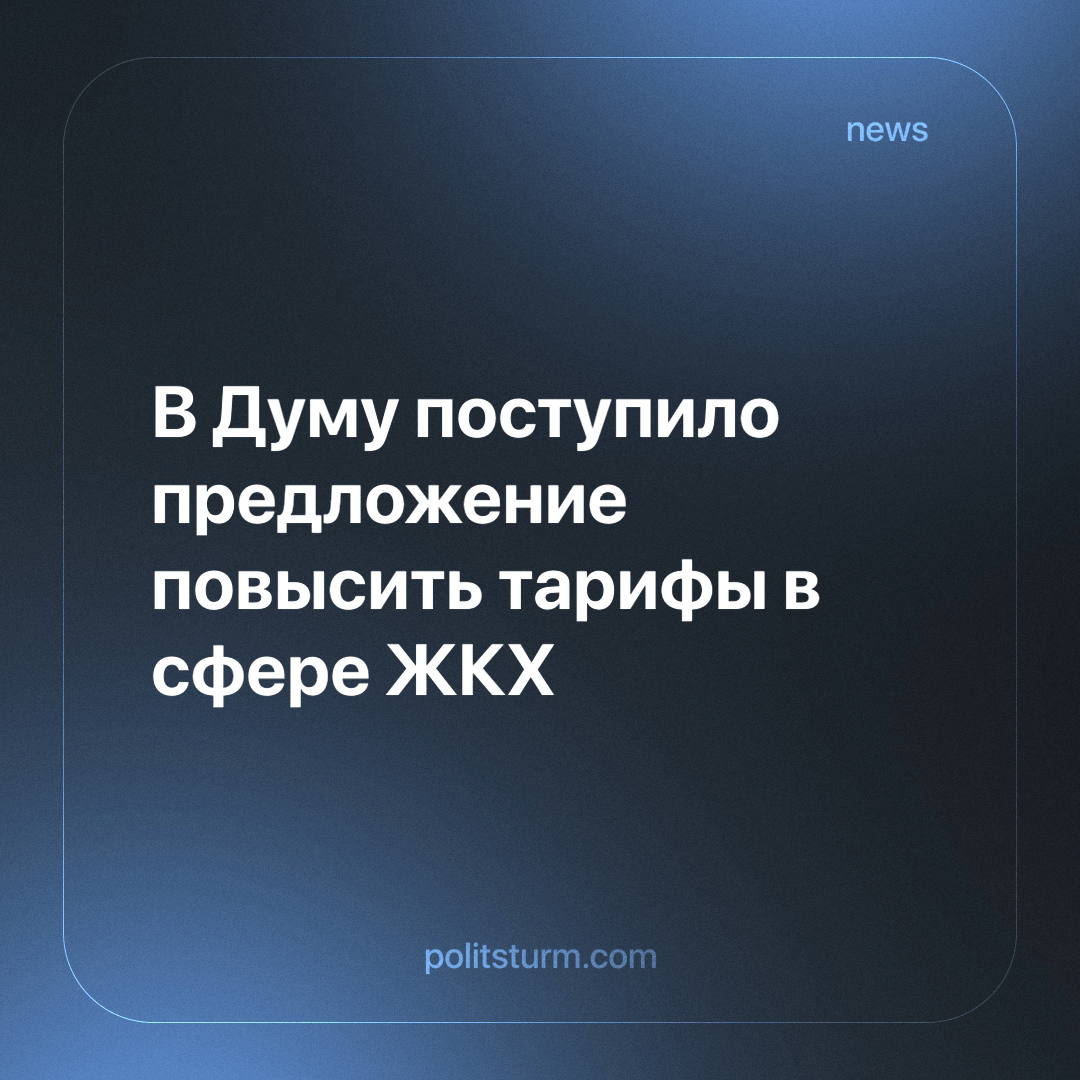 news
В Думу поступило
предложение
повысить тарифы в
сфере ЖКХ
politsturm.com